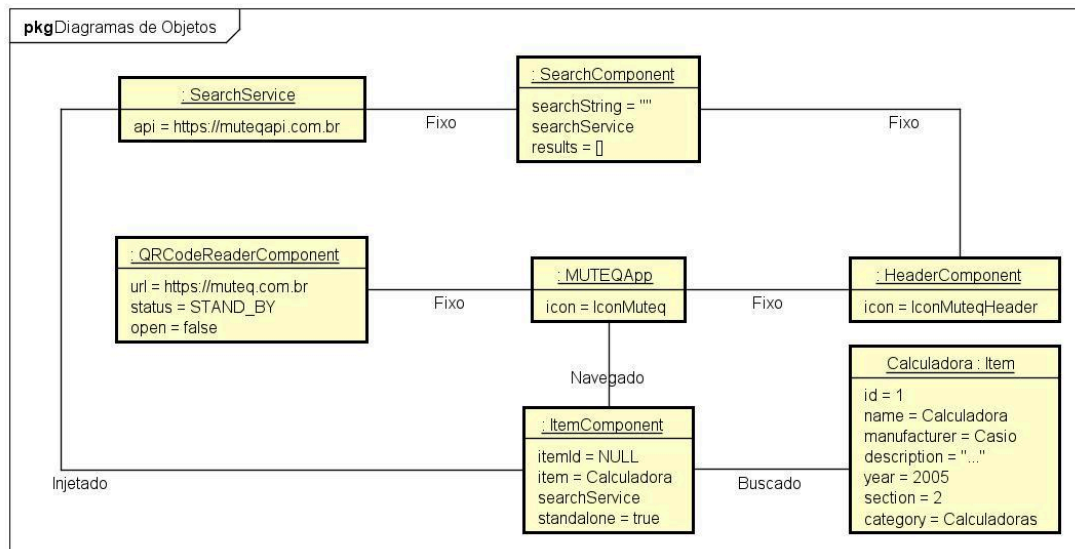 pkg Diagramas de Objetos
: SearchService
api = https://muteqapi.com.br
Fixo
: SearchComponent
searchString = ""
searchService
results = []
Fixo
: QRCodeReaderComponent
url = https://muteq.com.br
status = STAND_BY
open = false
Fixo
: MUTEQApp
icon = IconMuteq
Fixo
: HeaderComponent
icon = IconMuteqHeader
Navegado
: ItemComponent
itemId = NULL
item = Calculadora
searchService
standalone = true
Injetado
Buscado
Calculadora : Item
id = 1
name = Calculadora
manufacturer = Casio
description = "..."
year = 2005
section = 2
category = Calculadoras